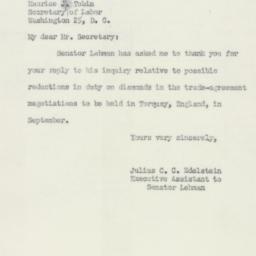 Maurice J. Tobin
Secretary of Labor
Washington 25, D. C.
My dear Mr. Secretary:
Senator Lehman has asked me to thank you for
your reply to his inquiry relative to possible
reductions in duty on diamonds in the trade-agreement
negotiations to be held in Torquay, England, in
September.
Yours very sincerely,
Julius C. C. Edelstein
Executive Assistant to
Senator Lehman